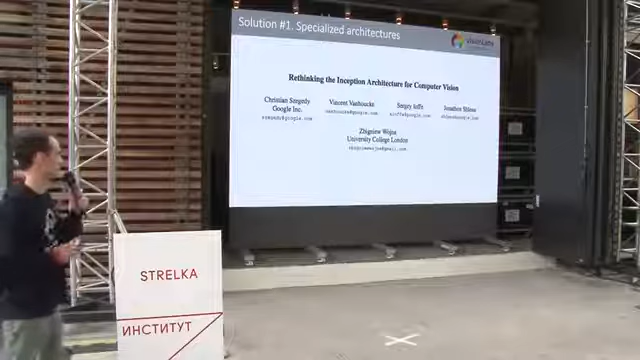 Solution #1. Specialized architectures
Rethinking the Inception Architecture for Computer Vision
Christian Szegedy
Google Inc.
Vincent Vanhoucke
Sergey Ioffe
Jonathon Shlens
Zbigniew Wojna
University College London
STRELKA
ИНСТИТУТ